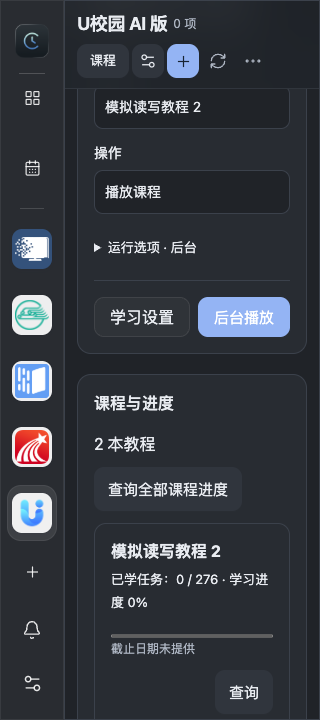 U校园 AI 版 0 项
课程
模拟读写教程 2
操作
播放课程
运行选项 · 后台
学习设置
后台播放
课程与进度
2 本教程
查询全部课程进度
模拟读写教程 2
已学任务：0 / 276 · 学习进
度 0%
截止日期未提供
查询